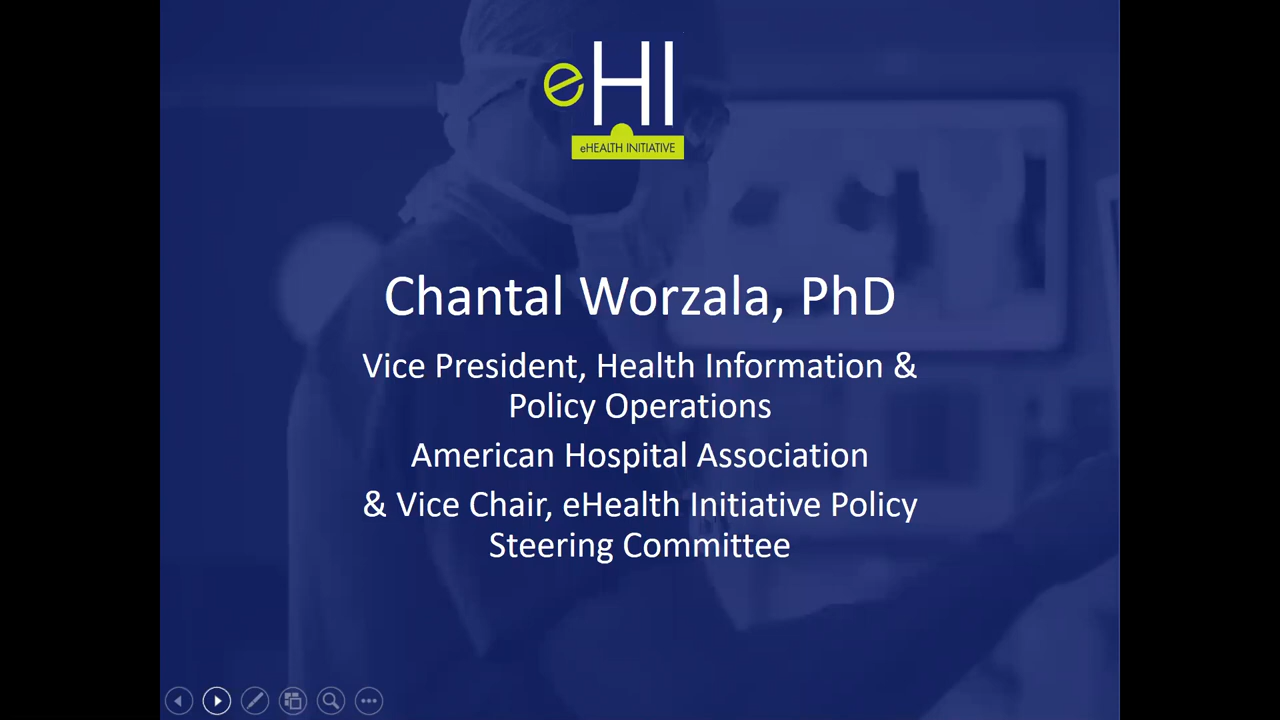 eHI
eHEALTH INITIATIVE
Chantal Worzala, PhD
Vice President, Health Information &
Policy Operations
American Hospital Association
& Vice Chair, eHealth Initiative Policy
Steering Committee